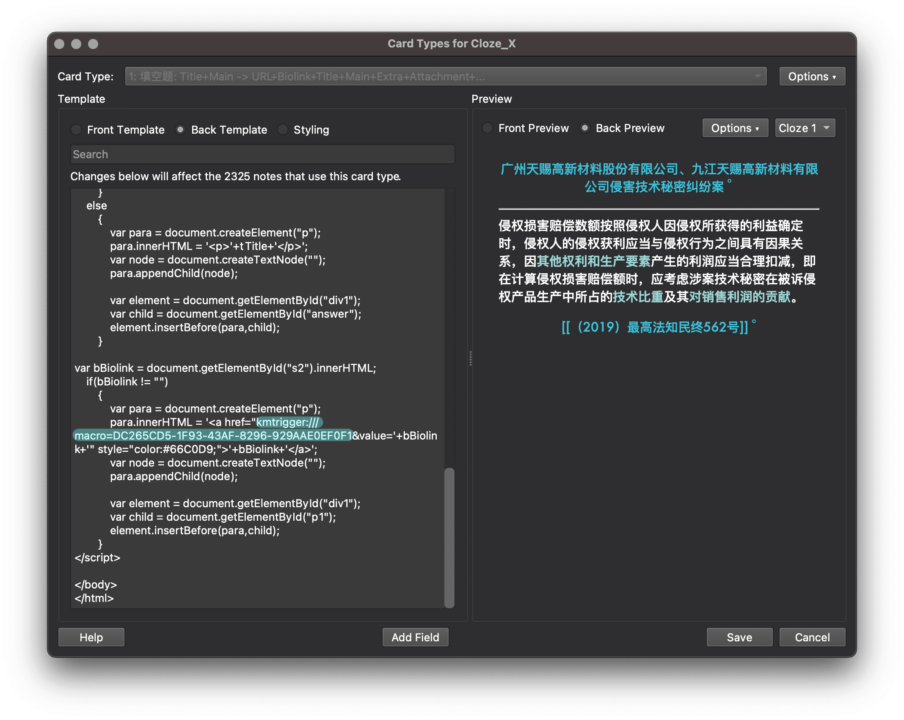 Card Types for Cloze_X
Card Type:
1: 填空题: Title+Main -> URL+Biolink+Title+Main+Extra+Attachment+...
Options
Template
Preview
Front Template
Back Template
Styling
Front Preview
Back Preview
Options
Cloze 1
Search
Changes below will affect the 2325 notes that use this card type.
}
else
{
var para = document.createElement("p");
para.innerHTML = '<p>'+tTitle+'</p>';
var node = document.createTextNode("");
para.appendChild(node);
var element = document.getElementById("div1");
var child = document.getElementById("answer");
element.insertBefore(para,child);
}
var bBiolink = document.getElementById("s2").innerHTML;
if(bBiolink != "")
{
var para = document.createElement("p");
para.innerHTML = '<a href="kmtrigger:///
macro=DC265CD5-1F93-43AF-8296-929AAE0EF0F1&value='+bBiolin
k+'" style="color:#66C0D9;">'+bBiolink+'</a>';
var node = document.createTextNode("");
para.appendChild(node);
var element = document.getElementById("div1");
var child = document.getElementById("p1");
element.insertBefore(para,child);
}
</script>
</body>
</html>
广州天赐高新材料股份有限公司、九江天赐高新材料有限
公司侵害技术秘密纠纷案°
侵权损害赔偿数额按照侵权人因侵权所获得的利益确定
时，侵权人的侵权获利应当与侵权行为之间具有因果关
系，因其他权利和生产要素产生的利润应当合理扣减，即
在计算侵权损害赔偿额时，应考虑涉案技术秘密在被诉侵
权产品生产中所占的技术比重及其对销售利润的贡献。
[[（2019）最高法知民终562号]]°
Help
Add Field
Save
Cancel